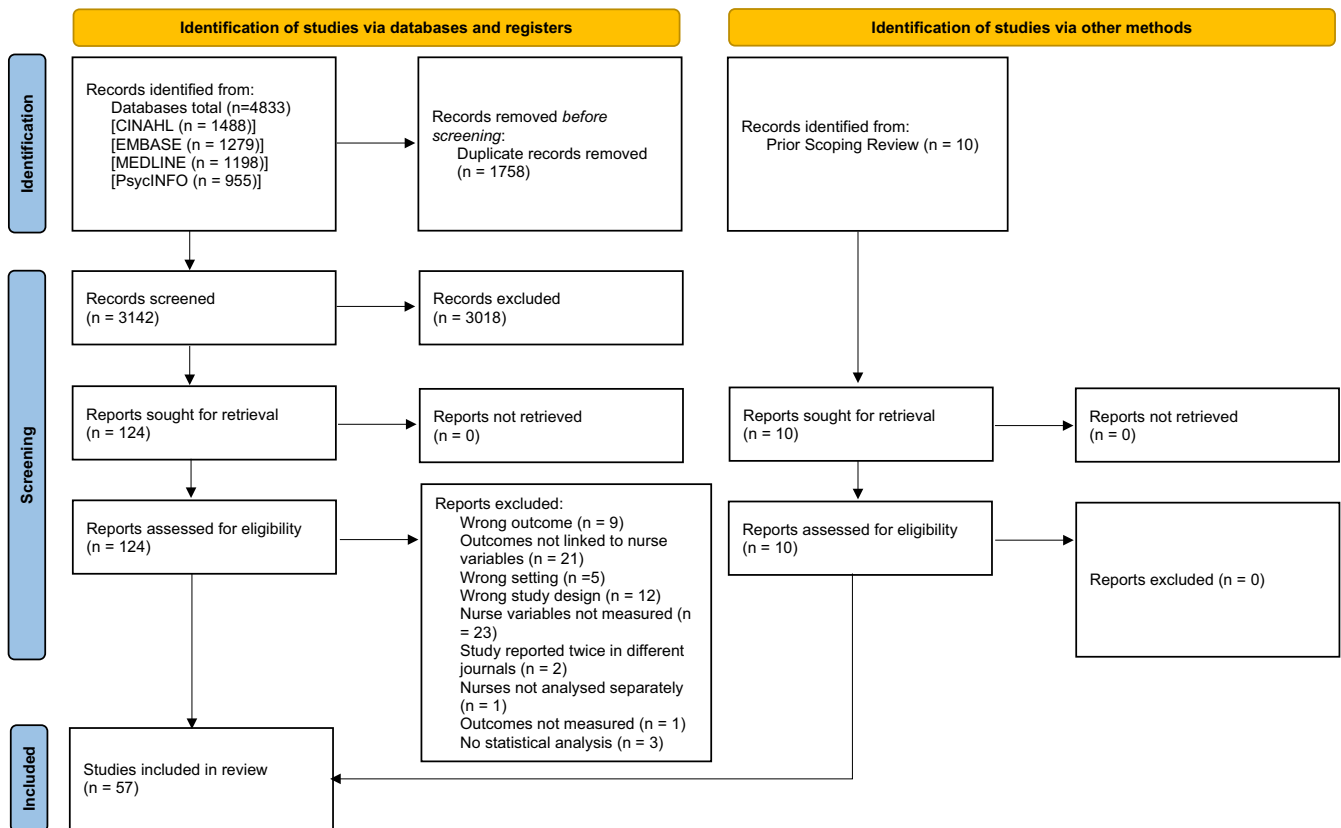 Identification of studies via databases and registers
Identification of studies via other methods
Identification
Records identified from:
Databases total (n=4833)
[CINAHL (n = 1488)]
[EMBASE (n = 1279)]
[MEDLINE (n = 1198)]
[PsycINFO (n = 955)]
Records removed before
screening:
Duplicate records removed
(n = 1758)
Records identified from:
Prior Scoping Review (n = 10)
Screening
Records screened
(n = 3142)
Records excluded
(n = 3018)
Reports sought for retrieval
(n = 124)
Reports not retrieved
(n = 0)
Reports sought for retrieval
(n = 10)
Reports not retrieved
(n = 0)
Reports assessed for eligibility
(n = 124)
Reports excluded:
Wrong outcome (n = 9)
Outcomes not linked to nurse
variables (n = 21)
Wrong setting (n =5)
Wrong study design (n = 12)
Nurse variables not measured (n
= 23)
Study reported twice in different
journals (n = 2)
Nurses not analysed separately
(n = 1)
Outcomes not measured (n = 1)
No statistical analysis (n = 3)
Reports assessed for eligibility
(n = 10)
Reports excluded (n = 0)
Included
Studies included in review
(n = 57)